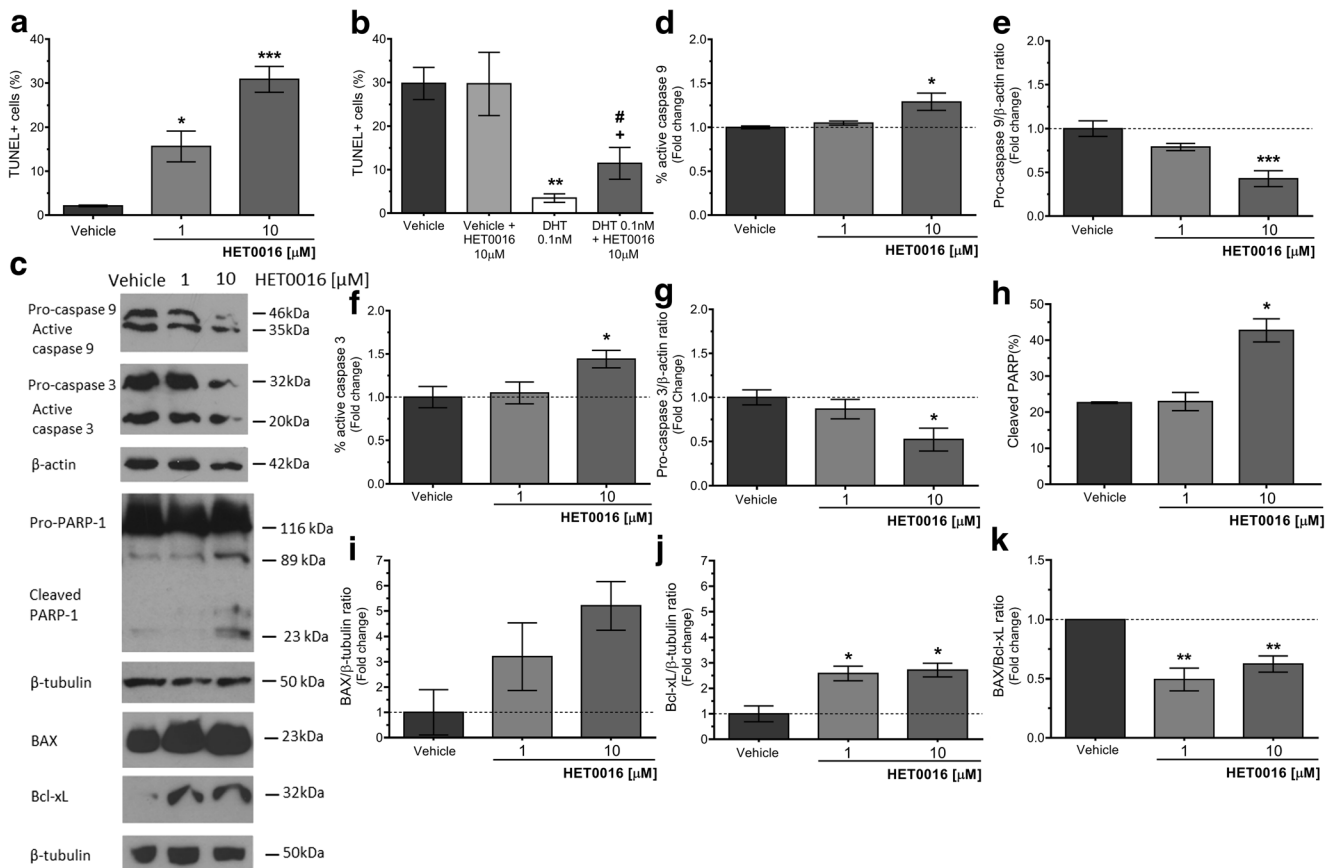 a
TUNEL+ cells (%)
40
30
20
10
0
*
***
Vehicle
1
10
HET0016 [μM]
b
TUNEL+ cells (%)
40
30
20
10
0
**
#
+
Vehicle
Vehicle +
HET0016
10μM
DHT
0.1nM
DHT 0.1nM
+ HET0016
10μM
d
% active caspase 9
(Fold change)
2.0
1.5
1.0
0.5
0.0
*
Vehicle
1
10
HET0016 [μM]
e
Pro-caspase 9/β-actin ratio
(Fold change)
2.0
1.5
1.0
0.5
0.0
***
Vehicle
1
10
HET0016 [μM]
c
Vehicle 1 10 HET0016 [μM]
Pro-caspase 9
46kDa
Active
caspase 9
35kDa
Pro-caspase 3
32kDa
Active
caspase 3
20kDa
β-actin
42kDa
Pro-PARP-1
116 kDa
89 kDa
Cleaved
PARP-1
23 kDa
β-tubulin
50 kDa
BAX
23kDa
Bcl-xL
32kDa
β-tubulin
50kDa
f
% active caspase 3
(Fold change)
2.0
1.5
1.0
0.5
0.0
*
Vehicle
1
10
HET0016 [μM]
g
Pro-caspase 3/β-actin ratio
(Fold change)
2.0
1.5
1.0
0.5
0.0
*
Vehicle
1
10
HET0016 [μM]
h
Cleaved PARP(%)
50
40
30
20
10
0
*
Vehicle
1
10
HET0016 [μM]
i
BAX/β-tubulin ratio
(Fold change)
7
6
5
4
3
2
1
0
Vehicle
1
10
HET0016 [μM]
j
Bcl-xL/β-tubulin ratio
(Fold change)
7
6
5
4
3
2
1
0
*
*
Vehicle
1
10
HET0016 [μM]
k
BAX/Bcl-xL ratio
(Fold change)
1.5
1.0
0.5
0.0
**
**
Vehicle
1
10
HET0016 [μM]